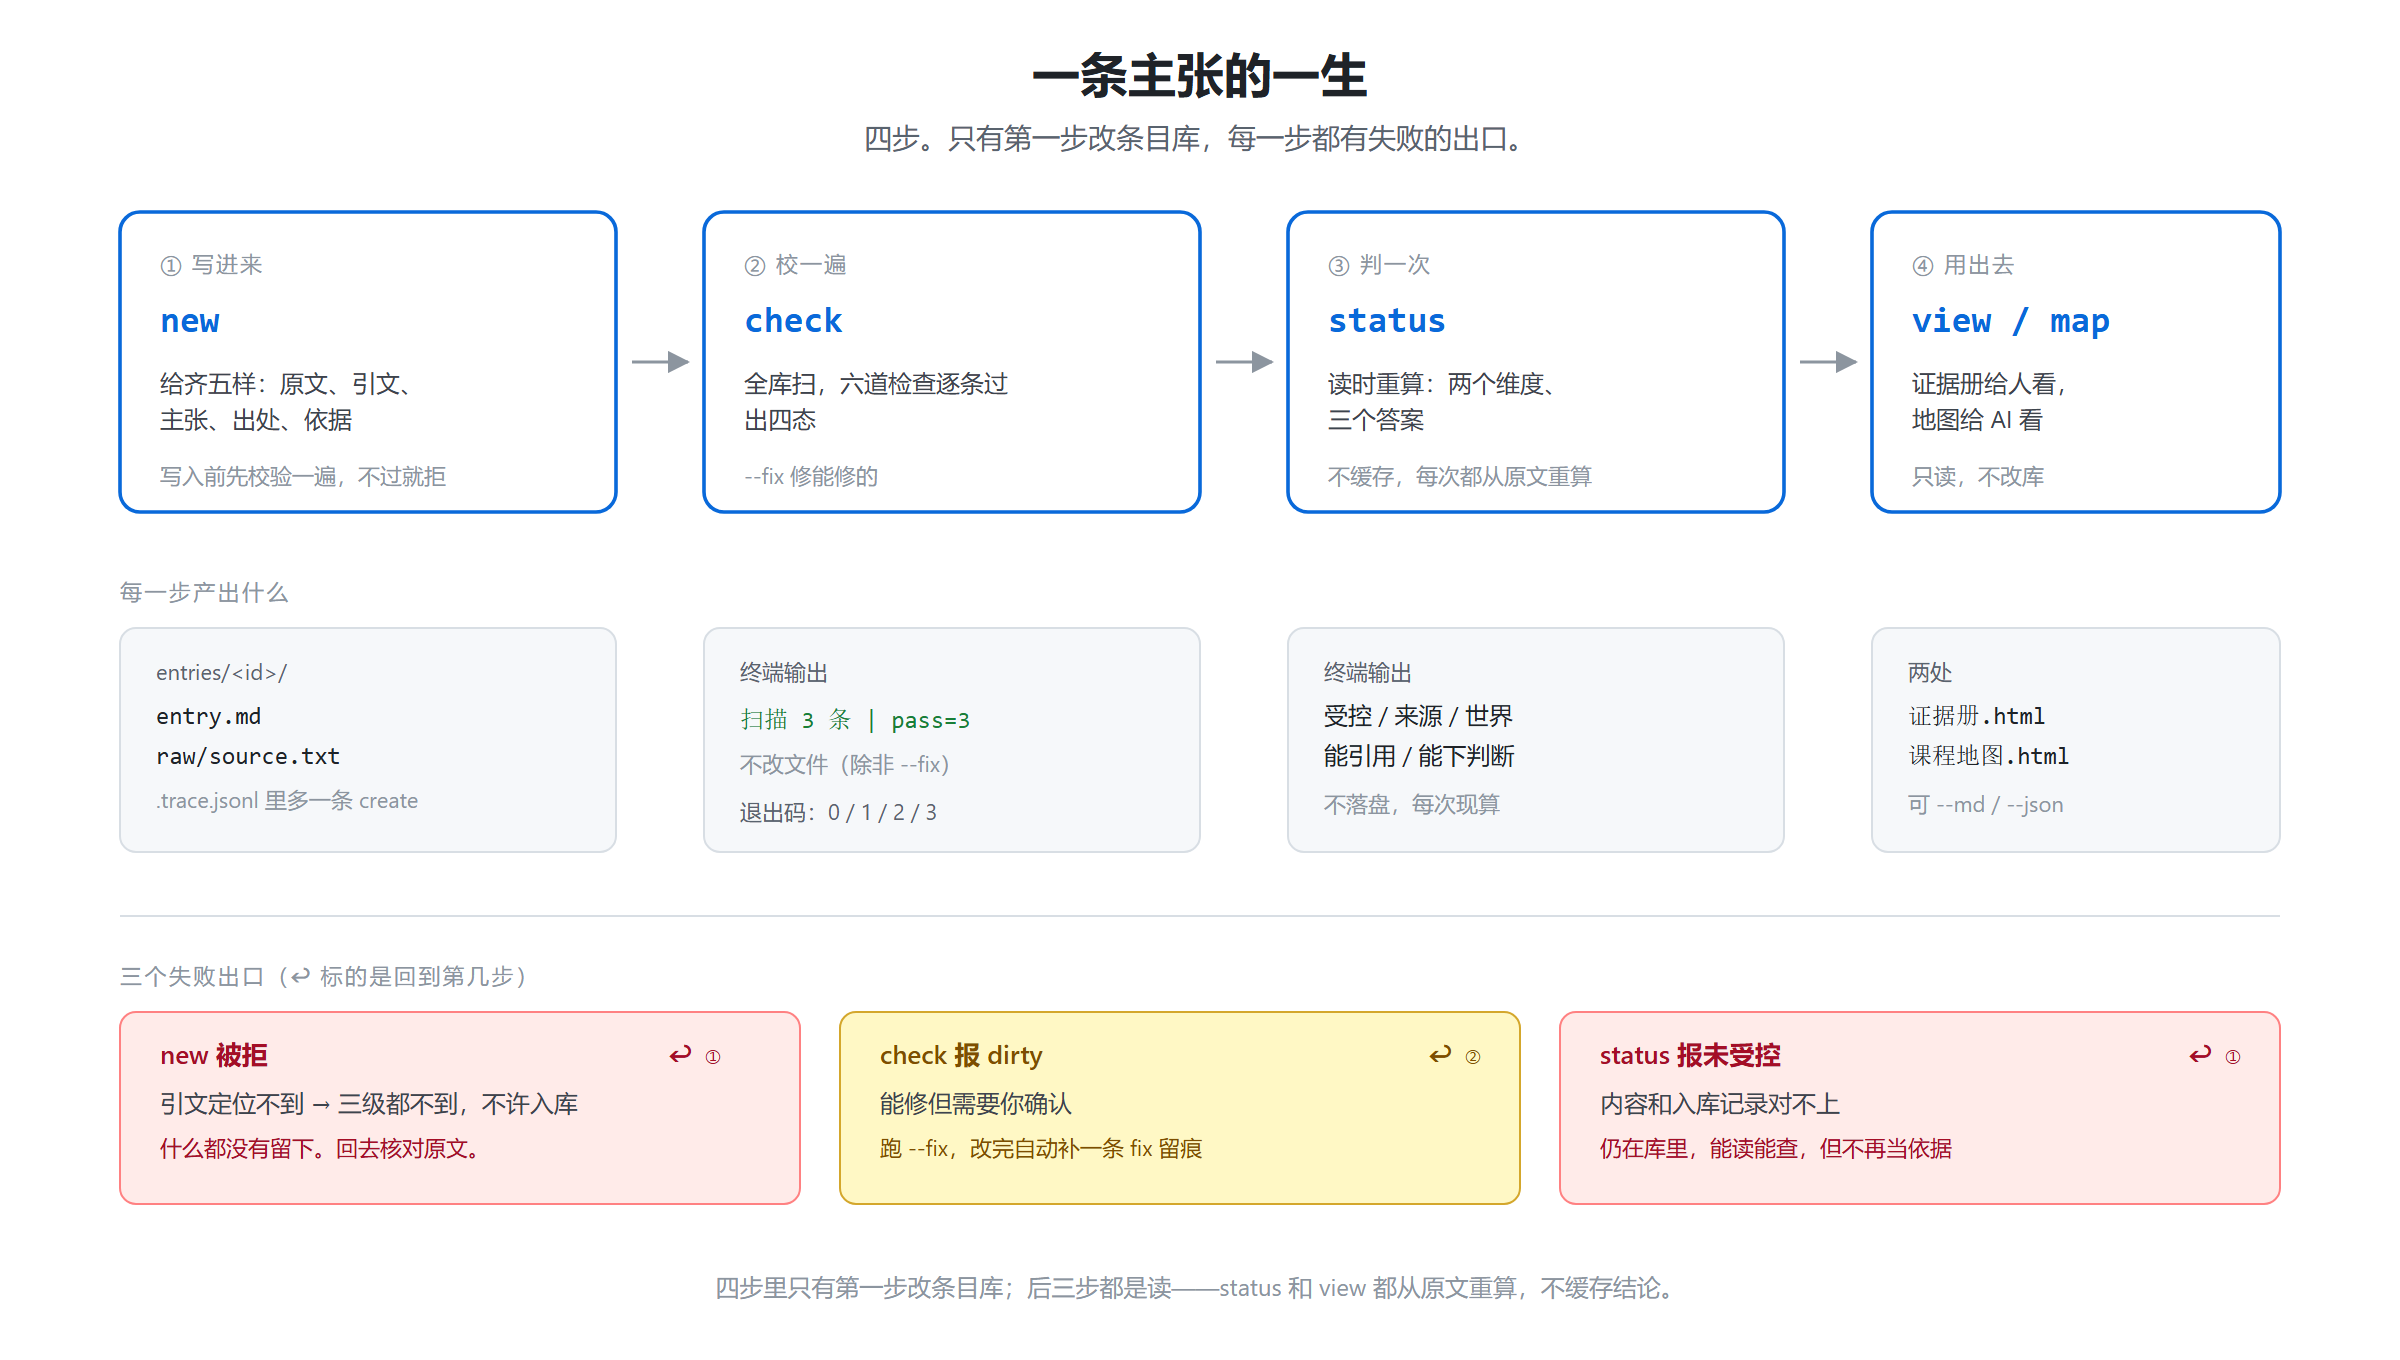 一条主张的一生
四步。只有第一步改条目库，每一步都有失败的出口。
① 写进来
new
给齐五样：原文、引文、
主张、出处、依据
写入前先校验一遍，不过就拒
② 校一遍
check
全库扫，六道检查逐条过
出四态
--fix 修能修的
③ 判一次
status
读时重算：两个维度、
三个答案
不缓存，每次都从原文重算
④ 用出去
view / map
证据册给人看，
地图给 AI 看
只读，不改库
每一步产出什么
entries/<id>/
entry.md
raw/source.txt
.trace.jsonl 里多一条 create
终端输出
扫描 3 条 | pass=3
不改文件（除非 --fix）
退出码：0 / 1 / 2 / 3
终端输出
受控 / 来源 / 世界
能引用 / 能下判断
不落盘，每次现算
两处
证据册.html
课程地图.html
可 --md / --json
三个失败出口（↩ 标的是回到第几步）
new 被拒 ↩ ①
引文定位不到 → 三级都不到，不许入库
什么都没有留下。回去核对原文。
check 报 dirty ↩ ②
能修但需要你确认
跑 --fix，改完自动补一条 fix 留痕
status 报未受控 ↩ ①
内容和入库记录对不上
仍在库里，能读能查，但不再当依据
四步里只有第一步改条目库；后三步都是读——status 和 view 都从原文重算，不缓存结论。